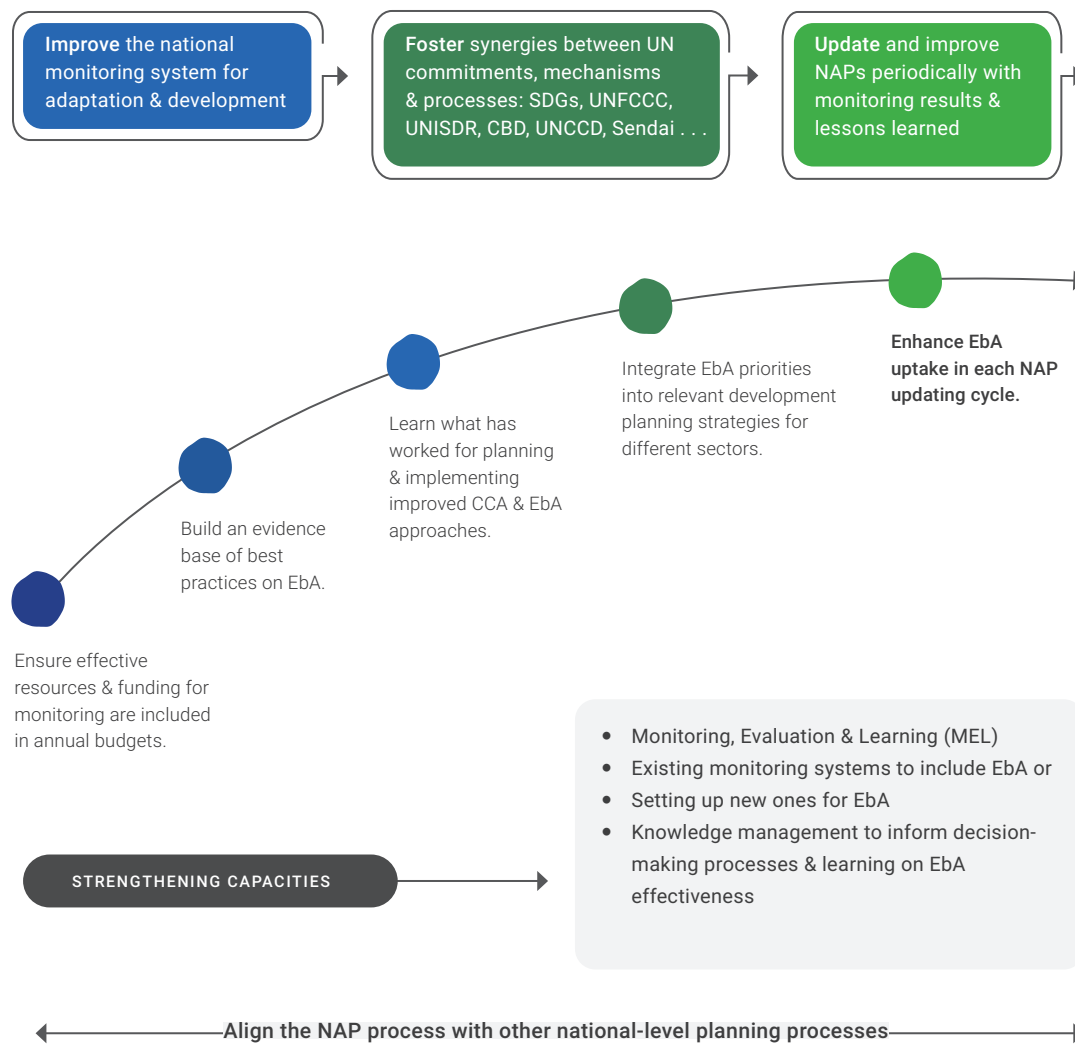 Improve the national
monitoring system for
adaptation & development
Foster synergies between UN
commitments, mechanisms
& processes: SDGs, UNFCCC,
UNISDR, CBD, UNCCD, Sendai . . .
Update and improve
NAPs periodically with
monitoring results &
lessons learned
Ensure effective
resources & funding for
monitoring are included
in annual budgets.
Build an evidence
base of best
practices on EbA.
Learn what has
worked for planning
& implementing
improved CCA & EbA
approaches.
Integrate EbA priorities
into relevant development
planning strategies for
different sectors.
Enhance EbA
uptake in each NAP
updating cycle.
STRENGTHENING CAPACITIES
• Monitoring, Evaluation & Learning (MEL)
• Existing monitoring systems to include EbA or
• Setting up new ones for EbA
• Knowledge management to inform decision-
making processes & learning on EbA
effectiveness
Align the NAP process with other national-level planning processes